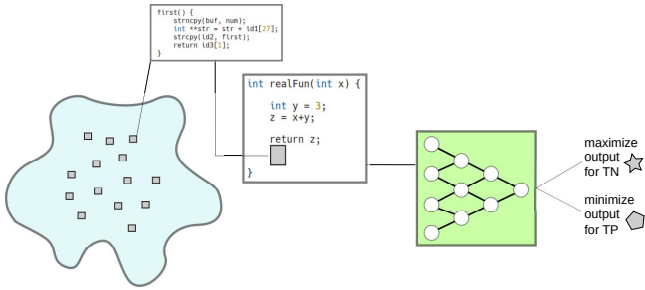 first() {
strncpy(buf, num);
int **str = str + id1[27];
strcpy(id2, first);
return id3[1];
}
int realFun(int x) {
int y = 3;
z = x+y;
return z;
}
maximize
output
for TN
minimize
output
for TP